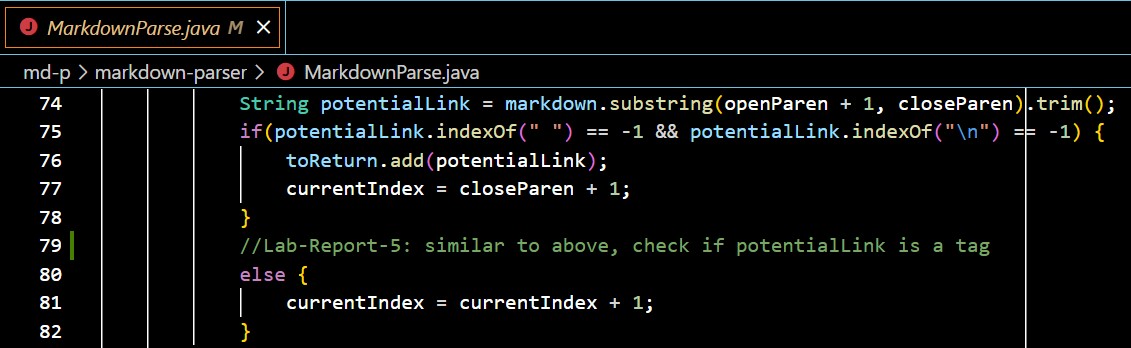 MarkdownParse.java M
md-p > markdown-parser > MarkdownParse.java
74 String potentialLink = markdown.substring(openParen + 1, closeParen).trim();
75 if(potentialLink.indexOf(" ") == -1 && potentialLink.indexOf("\n") == -1) {
76 toReturn.add(potentialLink);
77 currentIndex = closeParen + 1;
78 }
79 //Lab-Report-5: similar to above, check if potentialLink is a tag
80 else {
81 currentIndex = currentIndex + 1;
82 }